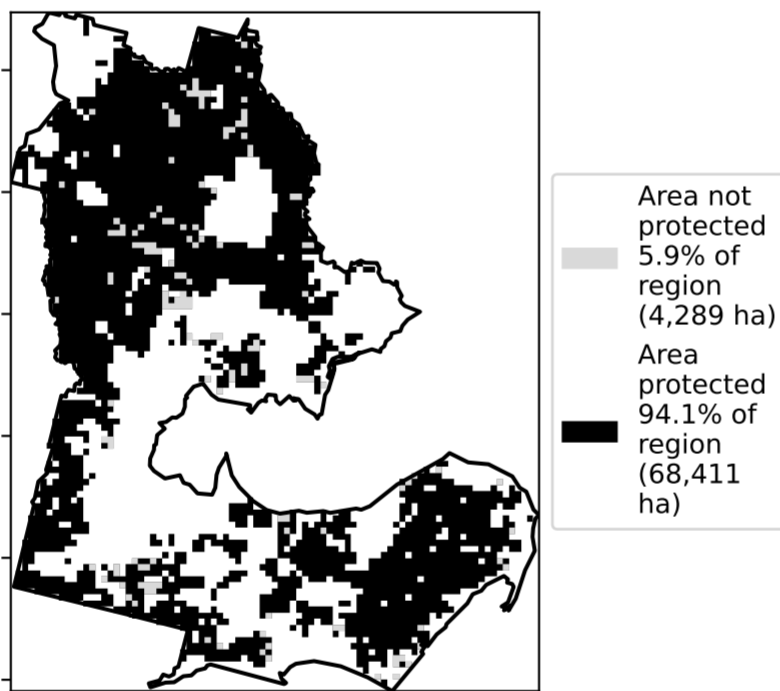 Area not
protected
5.9% of
region
(4,289 ha)
Area
protected
94.1% of
region
(68,411
ha)